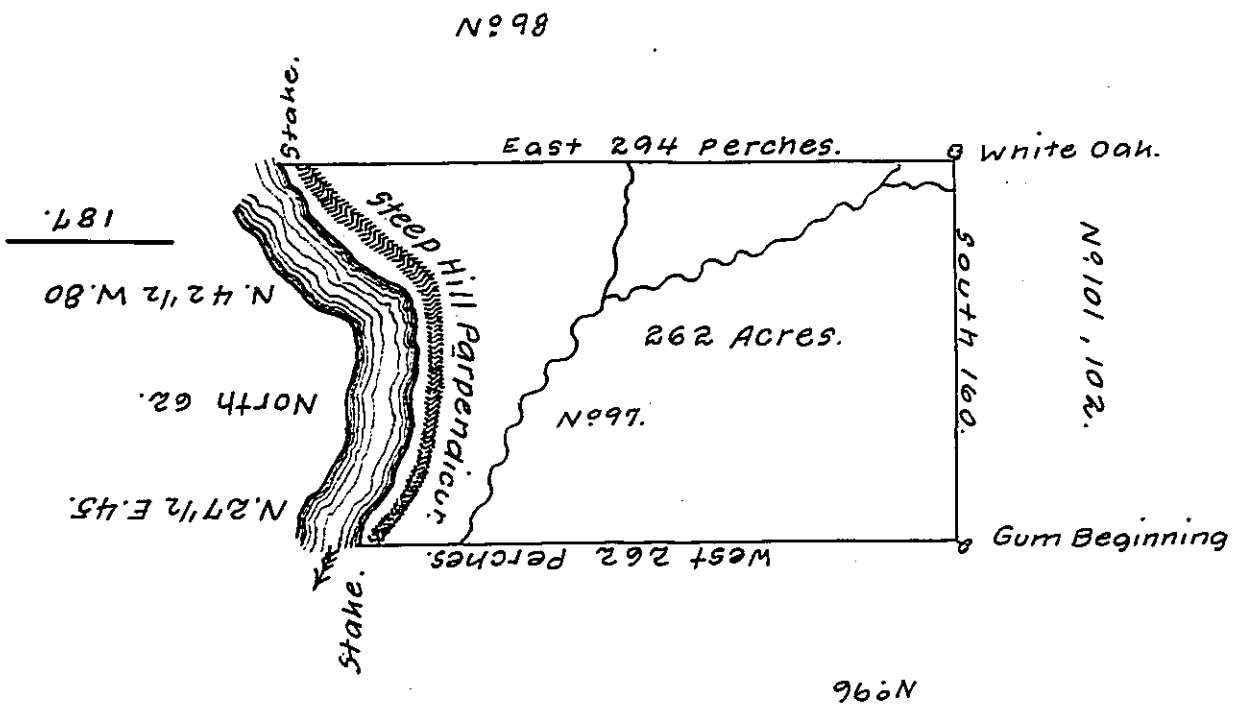 Nº 98
Stake.
East 294 perches.
White Oak.
187.
N. 42 1/2 W. 80
North 62.
N. 27 1/2 E. 45.
Steep Hill Parpendicur.
262 Acres.
Nº 97.
South 160.
Nº 101, 102.
West 262 Perches.
Gum Beginning
Stake.
Nº 96